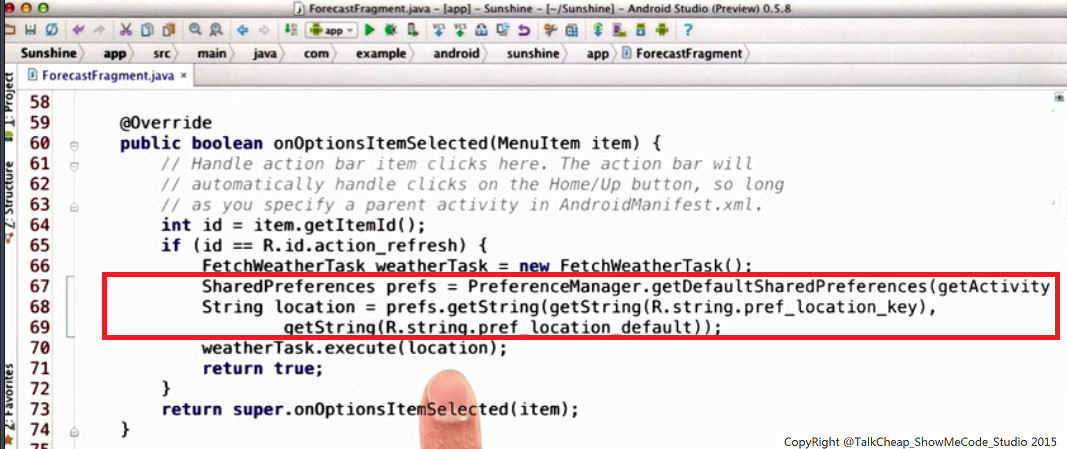 ForecastFragment.java - [app] - Sunshine - [~/Sunshine] - Android Studio (Preview) 0.5.8
app
Sunshine app src main java com example android sunshine app ForecastFragment
ForecastFragment.java
1: Project
Z: Structure
2: Favorites
58
59 @Override
60 public boolean onOptionsItemSelected(MenuItem item) {
61 // Handle action bar item clicks here. The action bar will
62 // automatically handle clicks on the Home/Up button, so long
63 // as you specify a parent activity in AndroidManifest.xml.
64 int id = item.getItemId();
65 if (id == R.id.action_refresh) {
66 FetchWeatherTask weatherTask = new FetchWeatherTask();
67 SharedPreferences prefs = PreferenceManager.getDefaultSharedPreferences(getActivity
68 String location = prefs.getString(getString(R.string.pref_location_key),
69 getString(R.string.pref_location_default));
70 weatherTask.execute(location);
71 return true;
72 }
73 return super.onOptionsItemSelected(item);
74 }
75
CopyRight @TalkCheap_ShowMeCode_Studio 2015